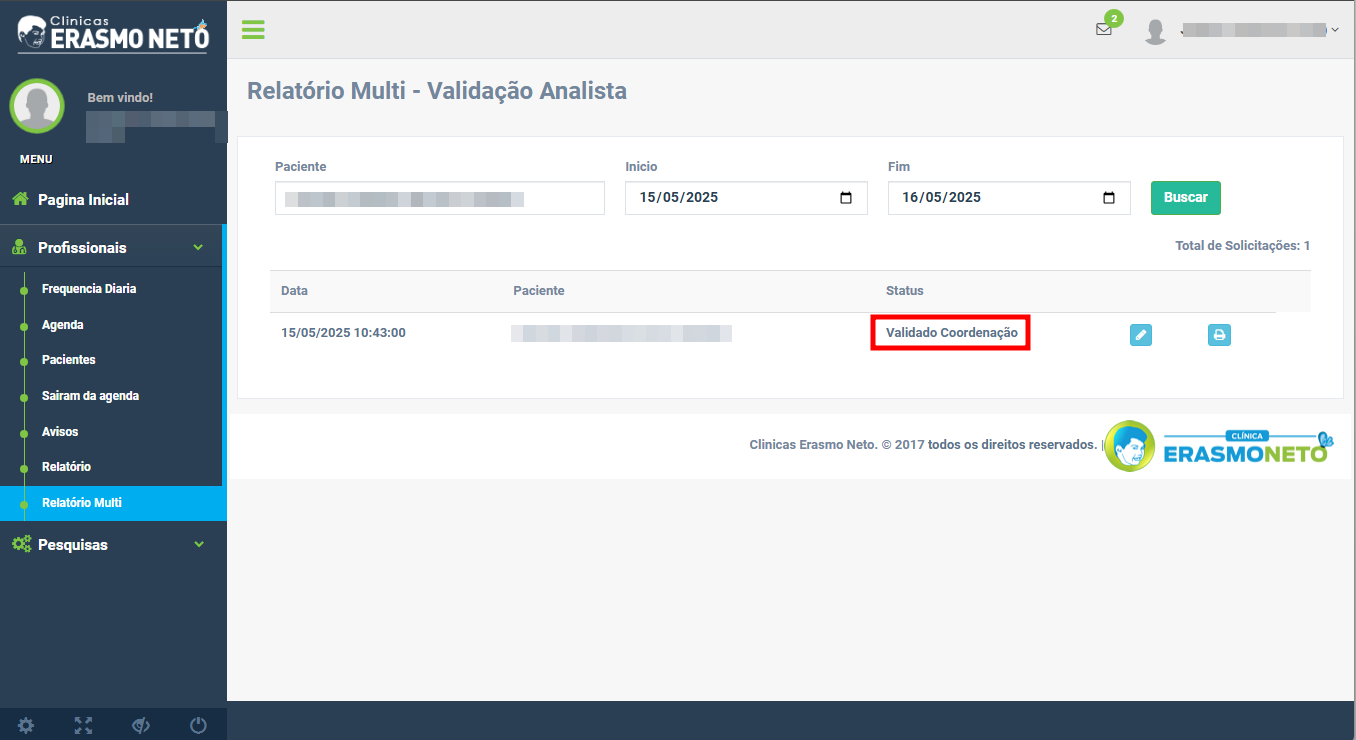 Clinicas
ERASMO NETO
2
Bem vindo!
MENU
Pagina Inicial
Profissionais
Frequencia Diaria
Agenda
Pacientes
Sairam da agenda
Avisos
Relatório
Relatório Multi
Pesquisas
Relatório Multi - Validação Analista
Paciente Inicio Fim
15/05/2025 16/05/2025 Buscar
Total de Solicitações: 1
Data Paciente Status
15/05/2025 10:43:00 Validado Coordenação
Clinicas Erasmo Neto. © 2017 todos os direitos reservados. |
CLÍNICA
ERASMONETO